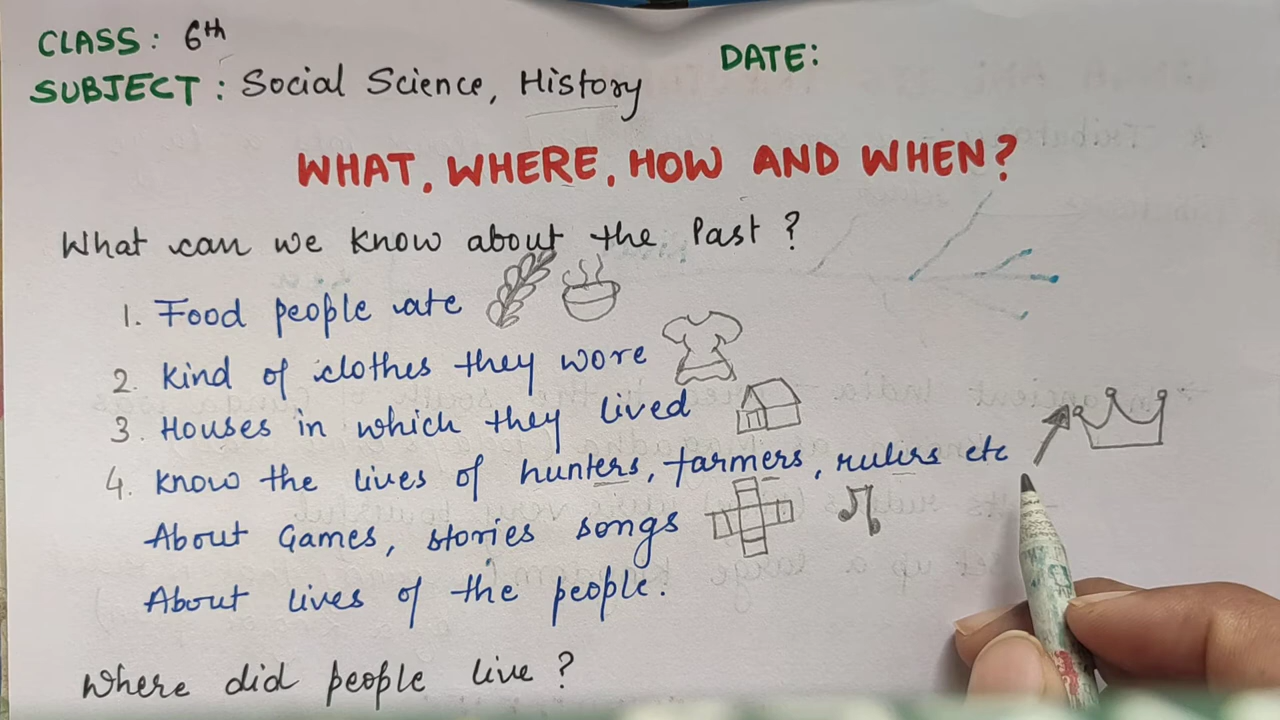 CLASS: 6th
DATE:
SUBJECT: Social Science, History
WHAT, WHERE, HOW AND WHEN?
What can we know about the Past?
1. Food people ate
2. Kind of clothes they wore
3. Houses in which they lived
4. Know the lives of hunters, farmers, rulers etc
About Games, stories songs
About lives of the people.
Where did people live?